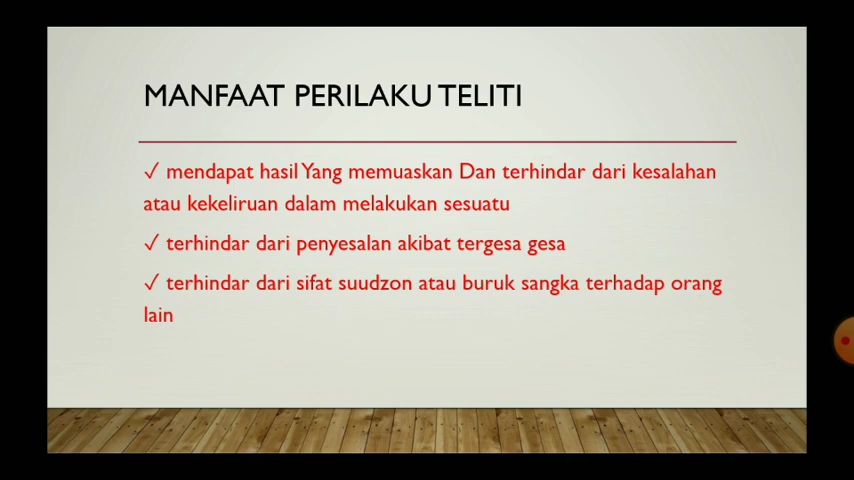 MANFAAT PERILAKU TELITI
✓ mendapat hasil Yang memuaskan Dan terhindar dari kesalahan
atau kekeliruan dalam melakukan sesuatu
✓ terhindar dari penyesalan akibat tergesa gesa
✓ terhindar dari sifat suudzon atau buruk sangka terhadap orang
lain